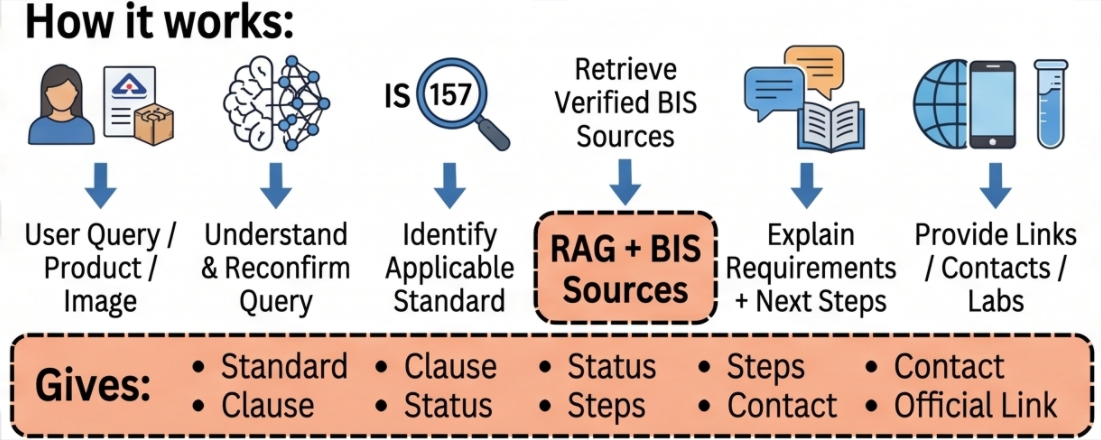 How it works:
IS 157
Retrieve
Verified BIS
Sources
User Query /
Product /
Image
Understand
& Reconfirm
Query
Identify
Applicable
Standard
RAG + BIS
Sources
Explain
Requirements
+ Next Steps
Provide Links
/ Contacts /
Labs
Gives:
• Standard
• Clause
• Clause
• Status
• Status
• Steps
• Steps
• Contact
• Contact
• Official Link